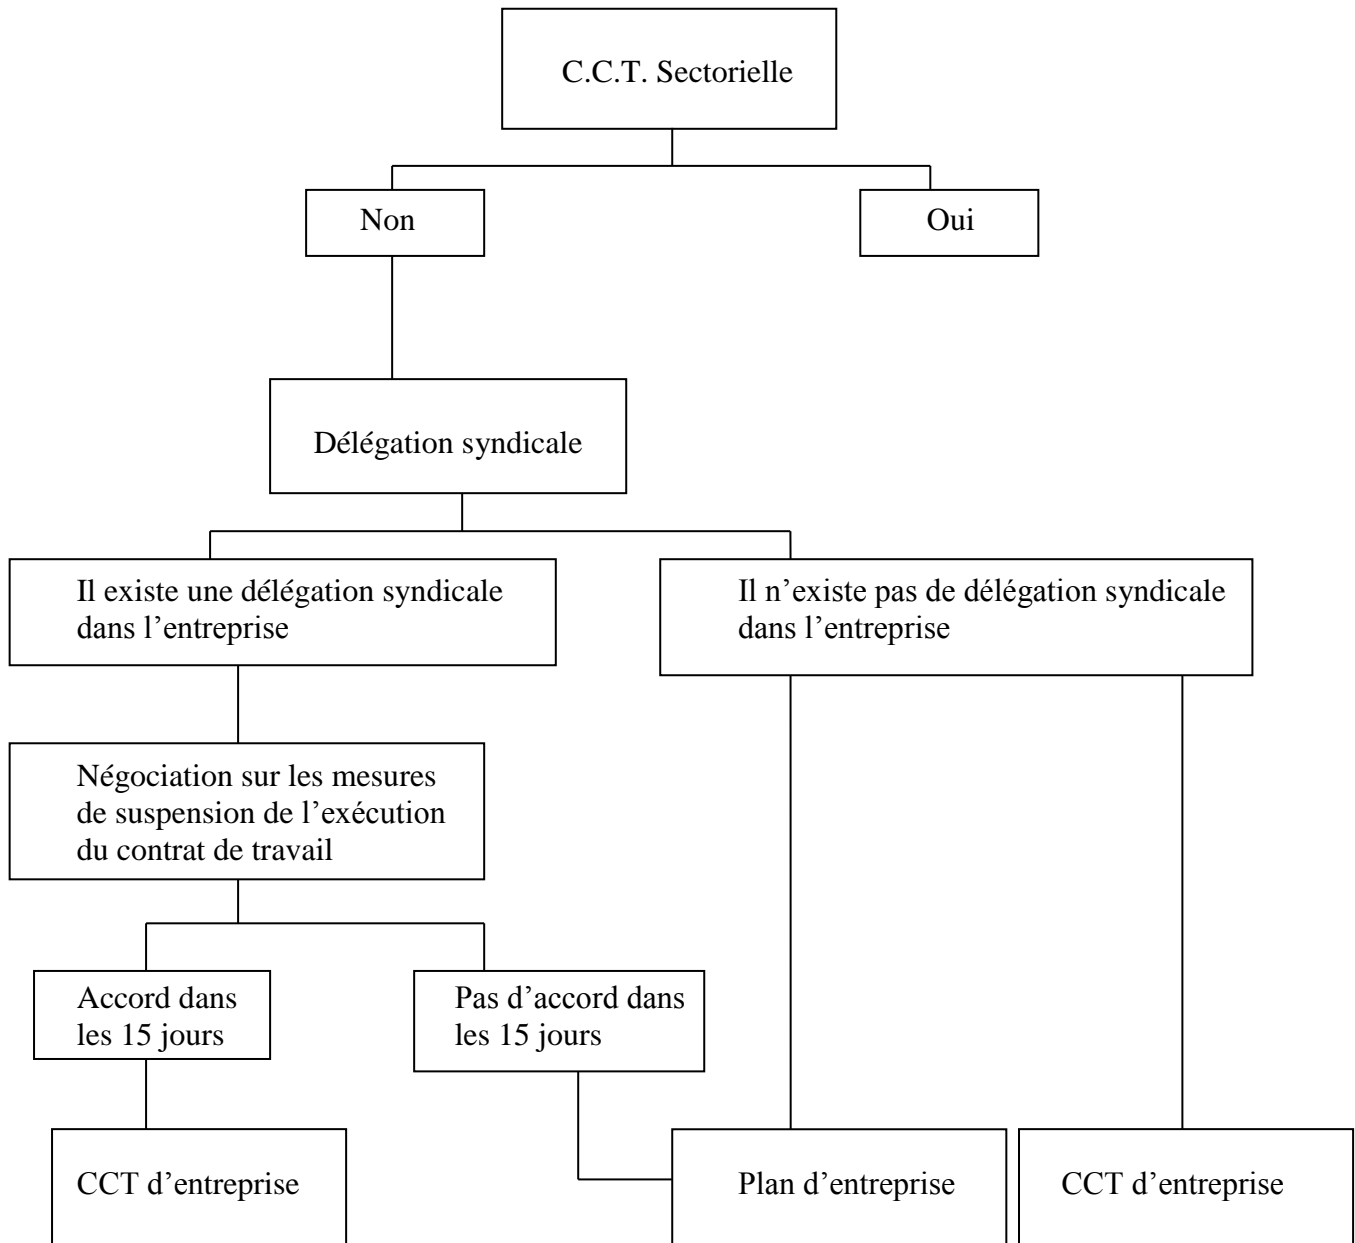 C.C.T. Sectorielle
Non
Oui
Délégation syndicale
Il existe une délégation syndicale
dans l’entreprise
Il n’existe pas de délégation syndicale
dans l’entreprise
Négociation sur les mesures
de suspension de l’exécution
du contrat de travail
Accord dans
les 15 jours
Pas d’accord dans
les 15 jours
CCT d’entreprise
Plan d’entreprise
CCT d’entreprise